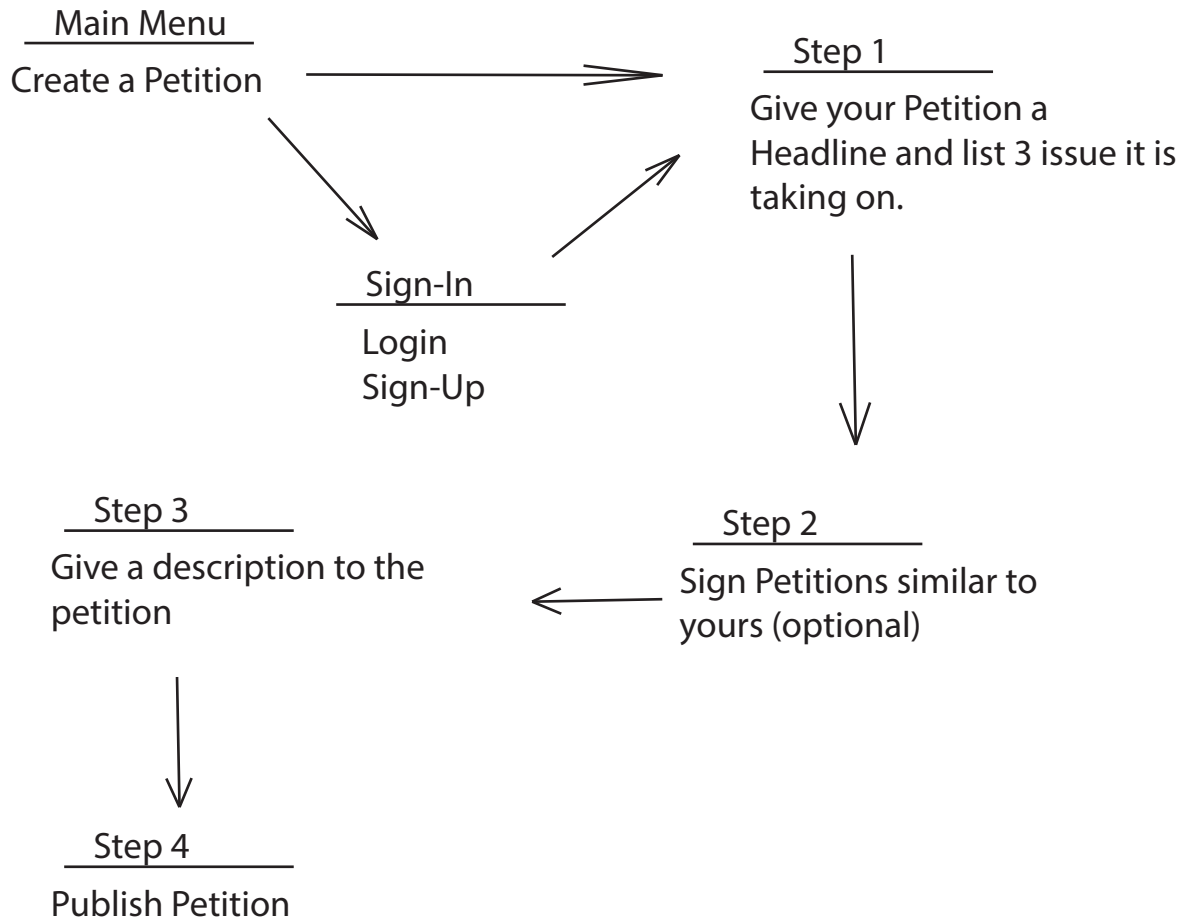 Main Menu
Create a Petition
Step 1
Give your Petition a
Headline and list 3 issue it is
taking on.
Sign-In
Login
Sign-Up
Step 2
Sign Petitions similar to
yours (optional)
Step 3
Give a description to the
petition
Step 4
Publish Petition